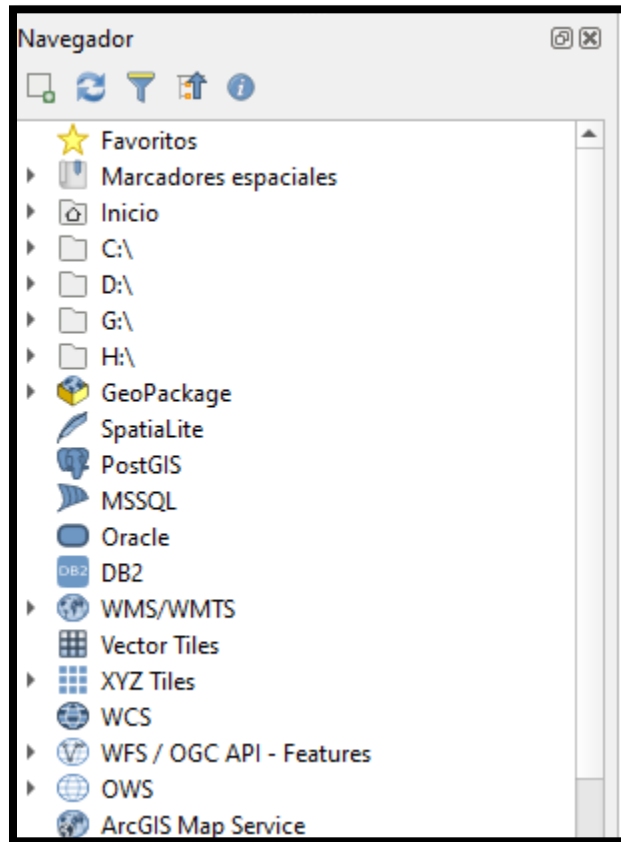 Navegador
Favoritos
Marcadores espaciales
Inicio
C:\
D:\
G:\
H:\
GeoPackage
SpatiaLite
PostGIS
MSSQL
Oracle
DB2 DB2
WMS/WMTS
Vector Tiles
XYZ Tiles
WCS
WFS / OGC API - Features
OWS
ArcGIS Map Service